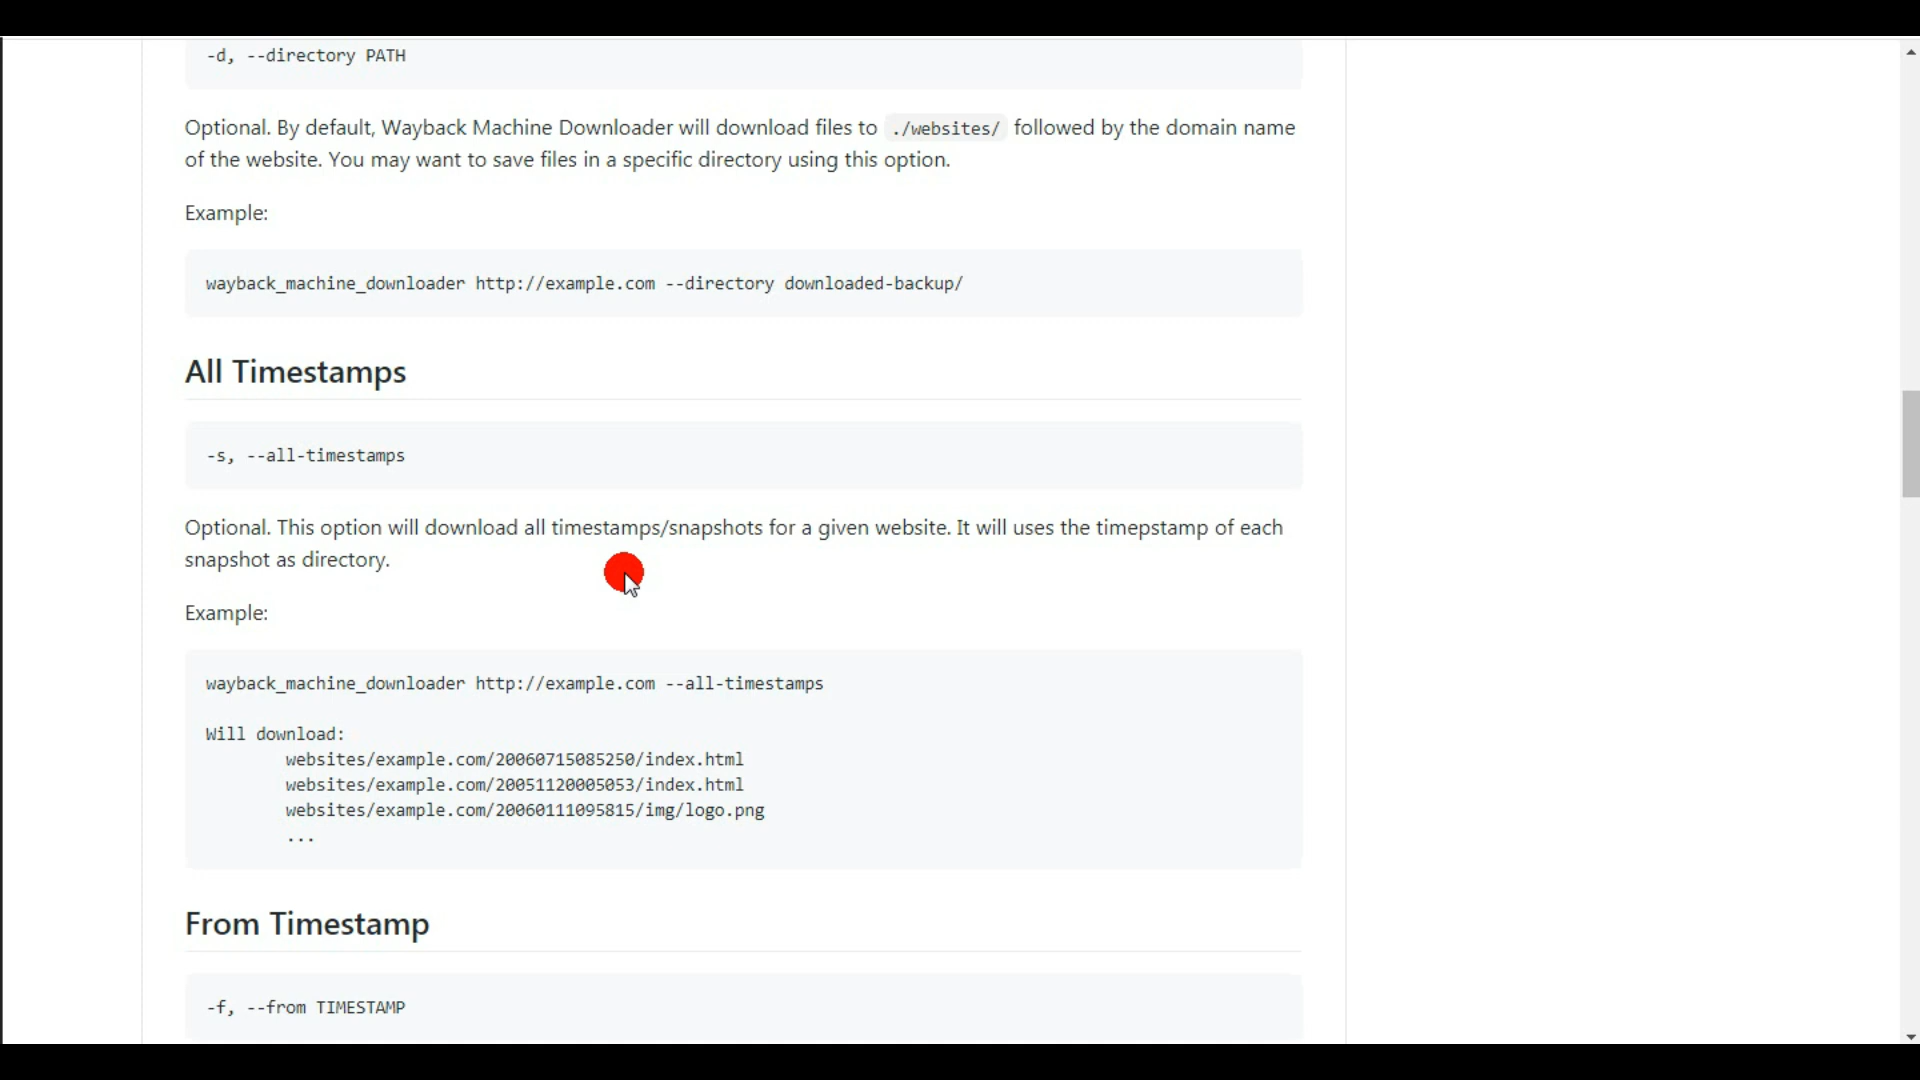 -d, --directory PATH
Optional. By default, Wayback Machine Downloader will download files to ./websites/ followed by the domain name
of the website. You may want to save files in a specific directory using this option.
Example:
wayback_machine_downloader http://example.com --directory downloaded-backup/
All Timestamps
-s, --all-timestamps
Optional. This option will download all timestamps/snapshots for a given website. It will uses the timepstamp of each
snapshot as directory.
Example:
wayback_machine_downloader http://example.com --all-timestamps
Will download:
websites/example.com/20060715085250/index.html
websites/example.com/20051120005053/index.html
websites/example.com/20060111095815/img/logo.png
...
From Timestamp
-f, --from TIMESTAMP